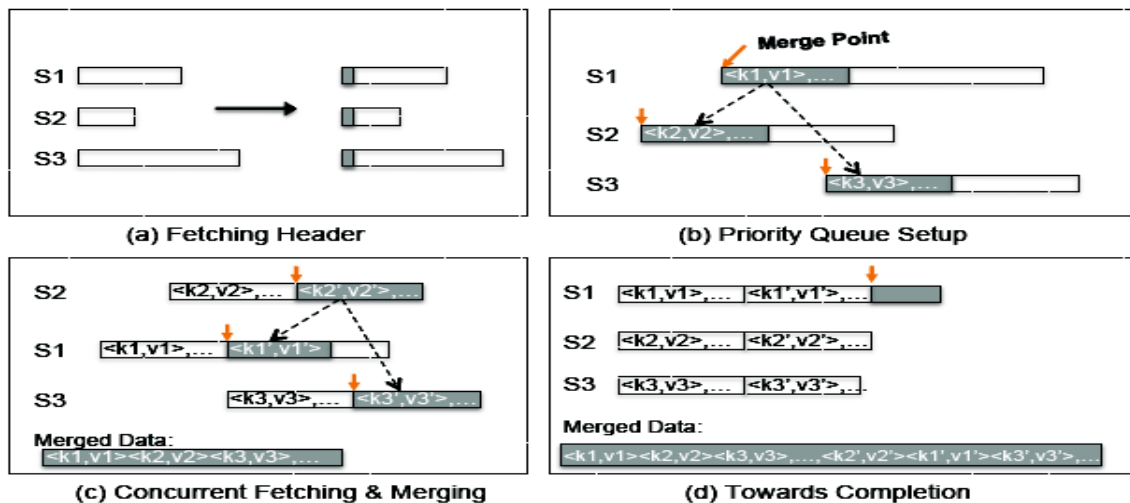 S1
S2
S3
(a) Fetching Header
Merge Point
S1
<k1,v1>,...
S2
<k2,v2>,...
S3
<k3,v3>,...
(b) Priority Queue Setup
S2
<k2,v2>,... <k2',v2'>,...
S1
<k1,v1>,... <k1',v1'>
S3
<k3,v3>,... <k3',v3'>,...
Merged Data:
<k1,v1><k2,v2><k3,v3>,...
(c) Concurrent Fetching & Merging
S1
<k1,v1>,... <k1',v1'>,...
S2
<k2,v2>,... <k2',v2'>,...
S3
<k3,v3>,... <k3',v3'>,...
Merged Data:
<k1,v1><k2,v2><k3,v3>,...,<k2',v2'><k1',v1'><k3',v3'>,...
(d) Towards Completion